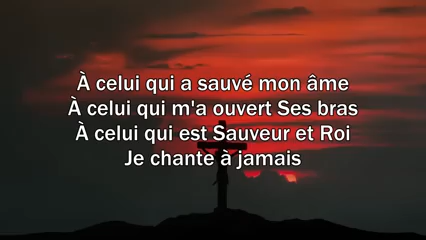 À celui qui a sauvé mon âme
À celui qui m'a ouvert Ses bras
À celui qui est Sauveur et Roi
Je chante à jamais